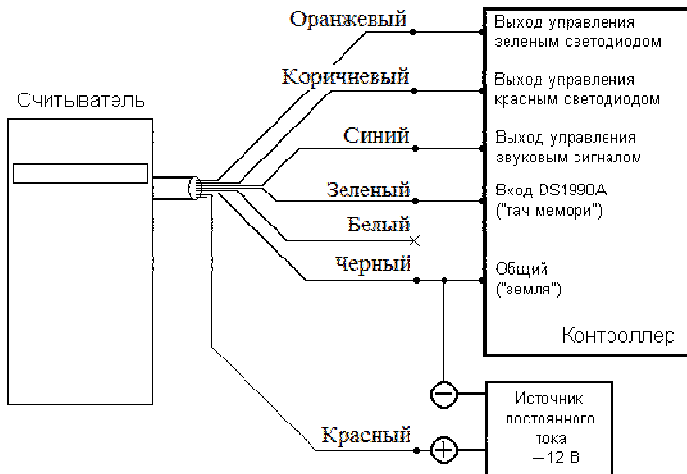 Оранжевый
Выход управления
зеленым светодиодом
Коричневый
Выход управления
красным светодиодом
Считыватель
Синий
Выход управления
звуковым сигналом
Зеленый
Вход DS1990A
("тач мемори")
Белый
Черный
Общий
("земля")
Контроллер
Источник
постоянного
тока
—12 В
Красный